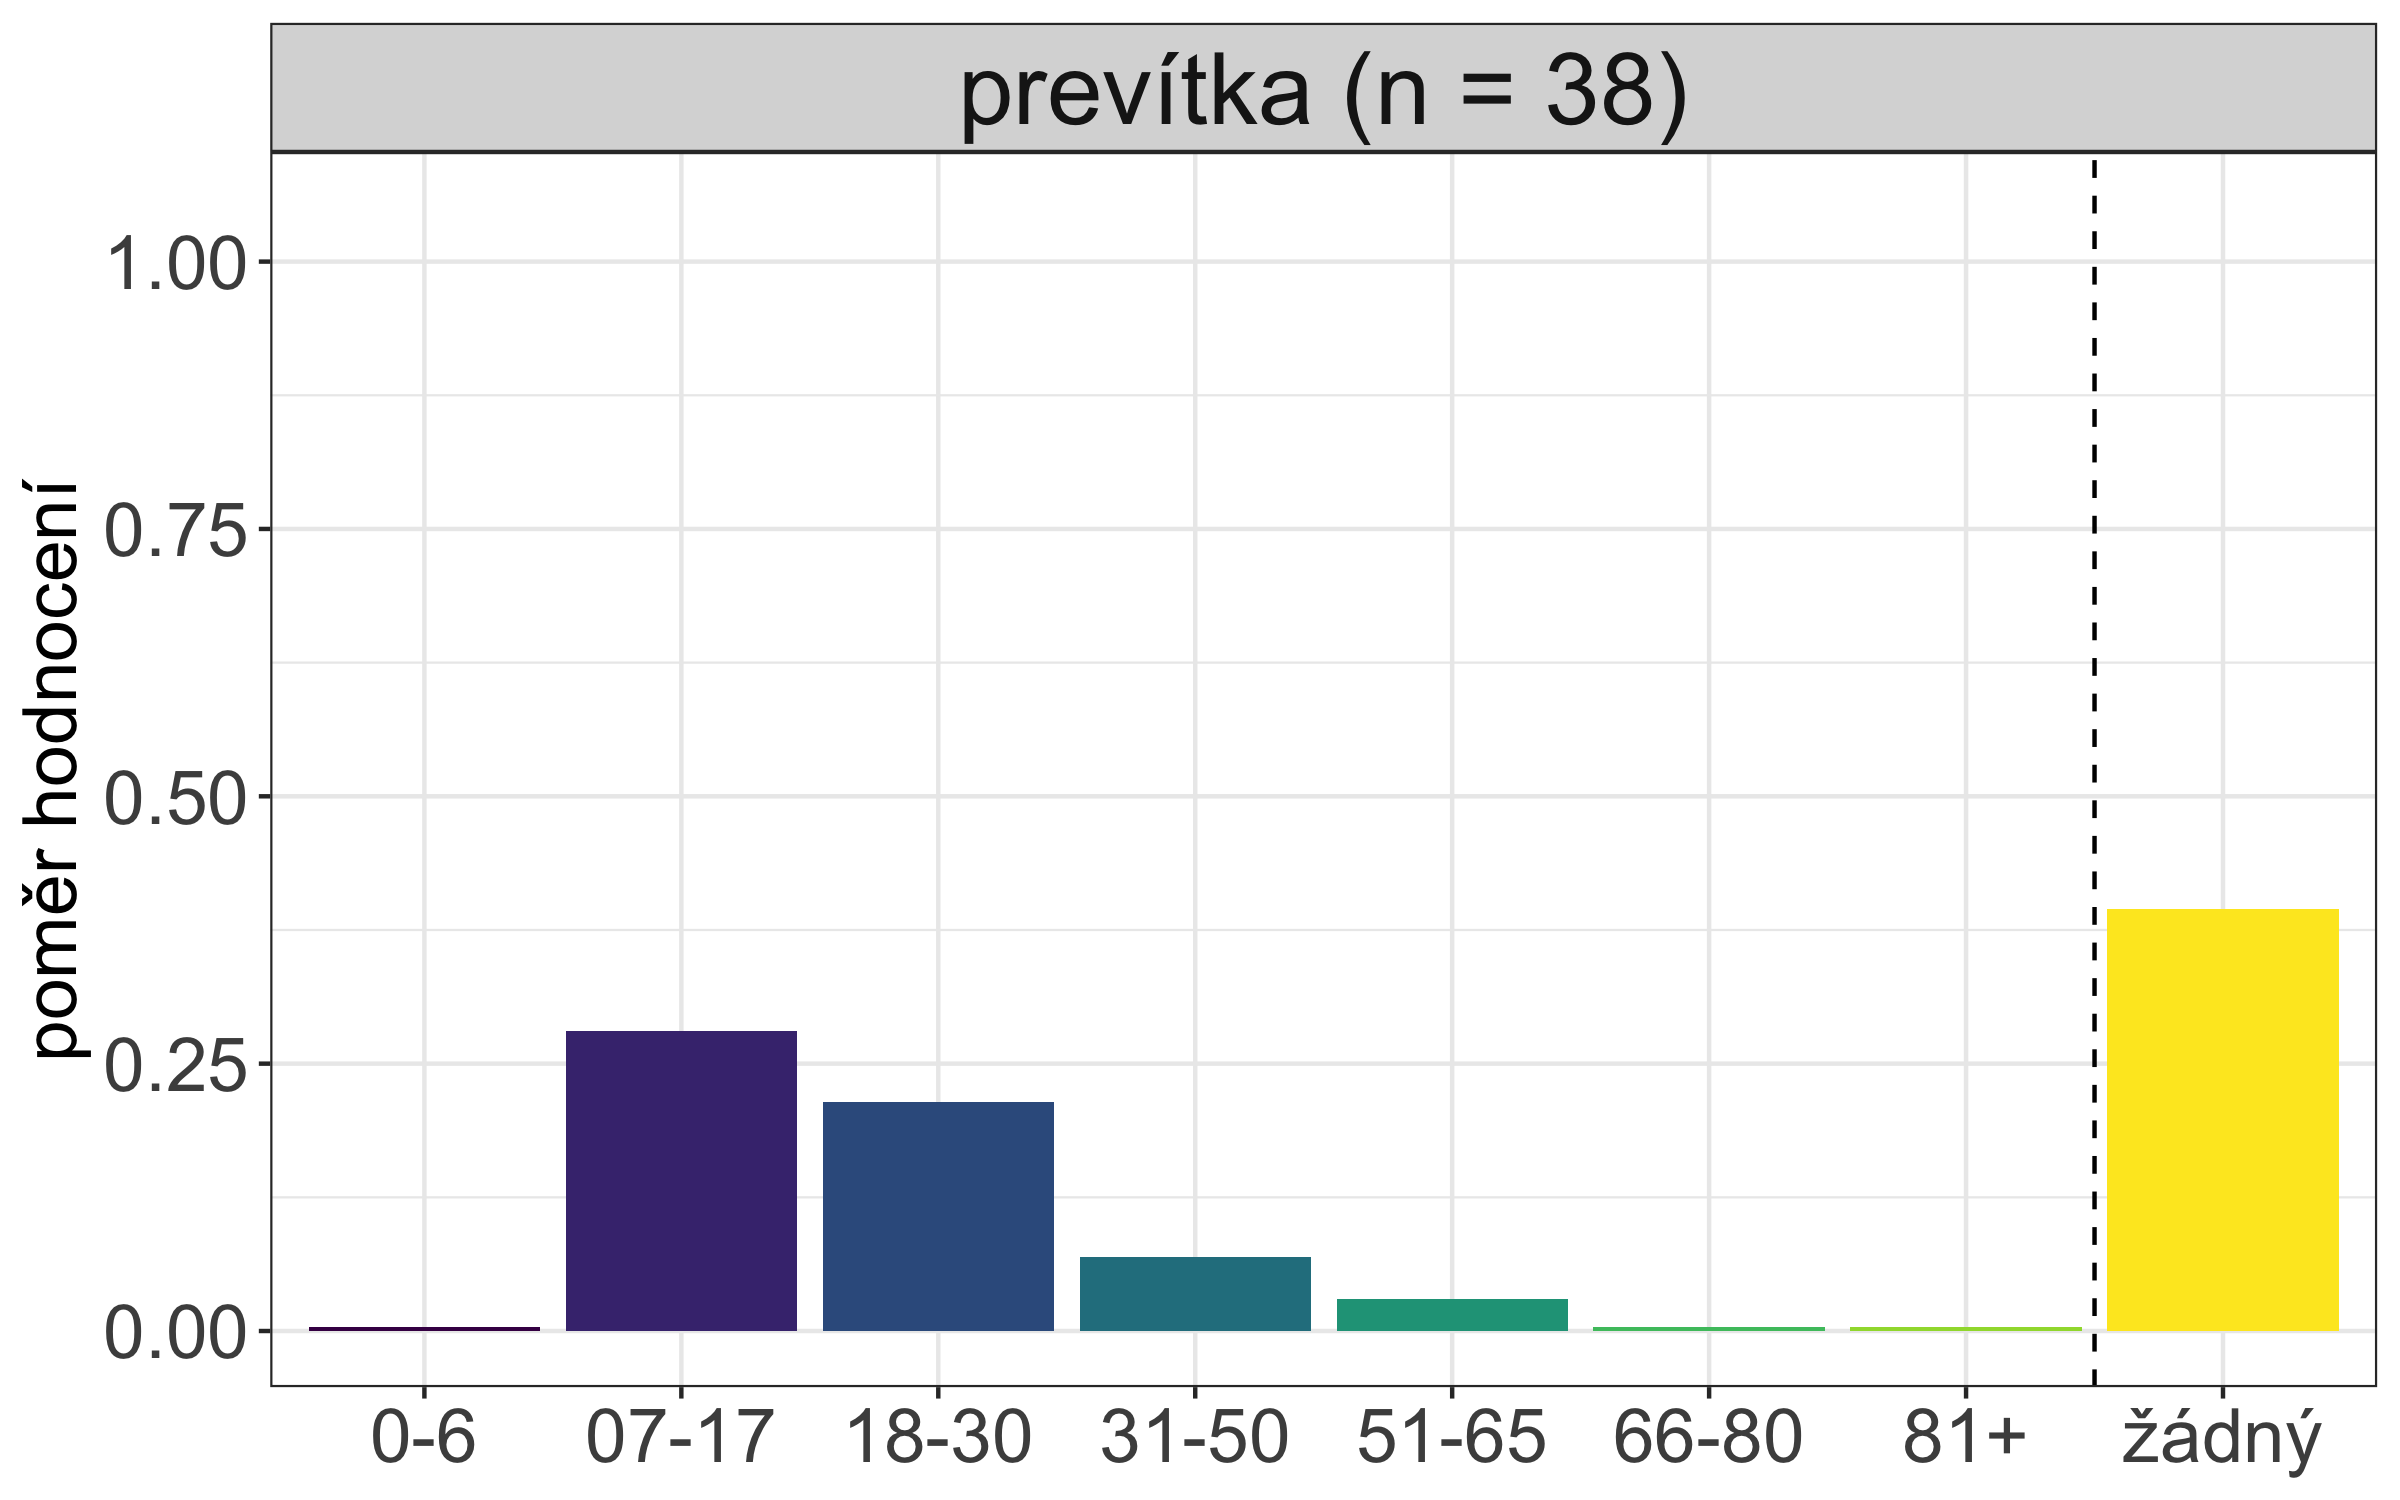 prevítka (n = 38)
poměr hodnocení
1.00
0.75
0.50
0.25
0.00
0-6 07-17 18-30 31-50 51-65 66-80 81+ žádný